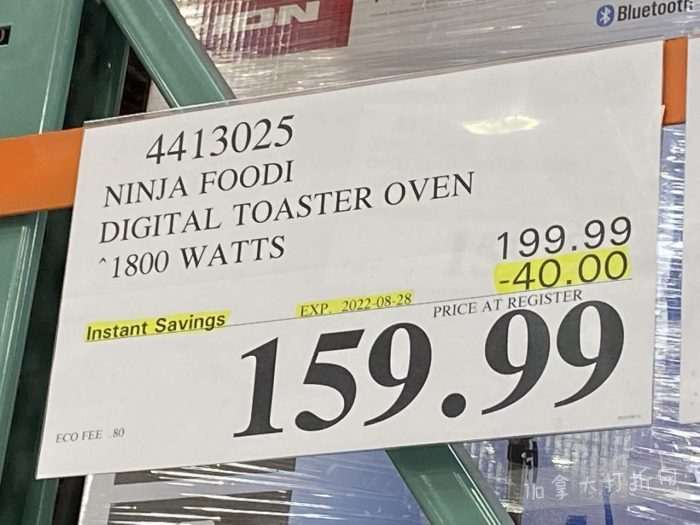 ION
Bluetooth
4413025
NINJA FOODI
DIGITAL TOASTER OVEN
^1800 WATTS
199.99
-40.00
Instant Savings
EXP. 2022-08-28
PRICE AT REGISTER
159.99
ECO FEE .80
加拿大打折网